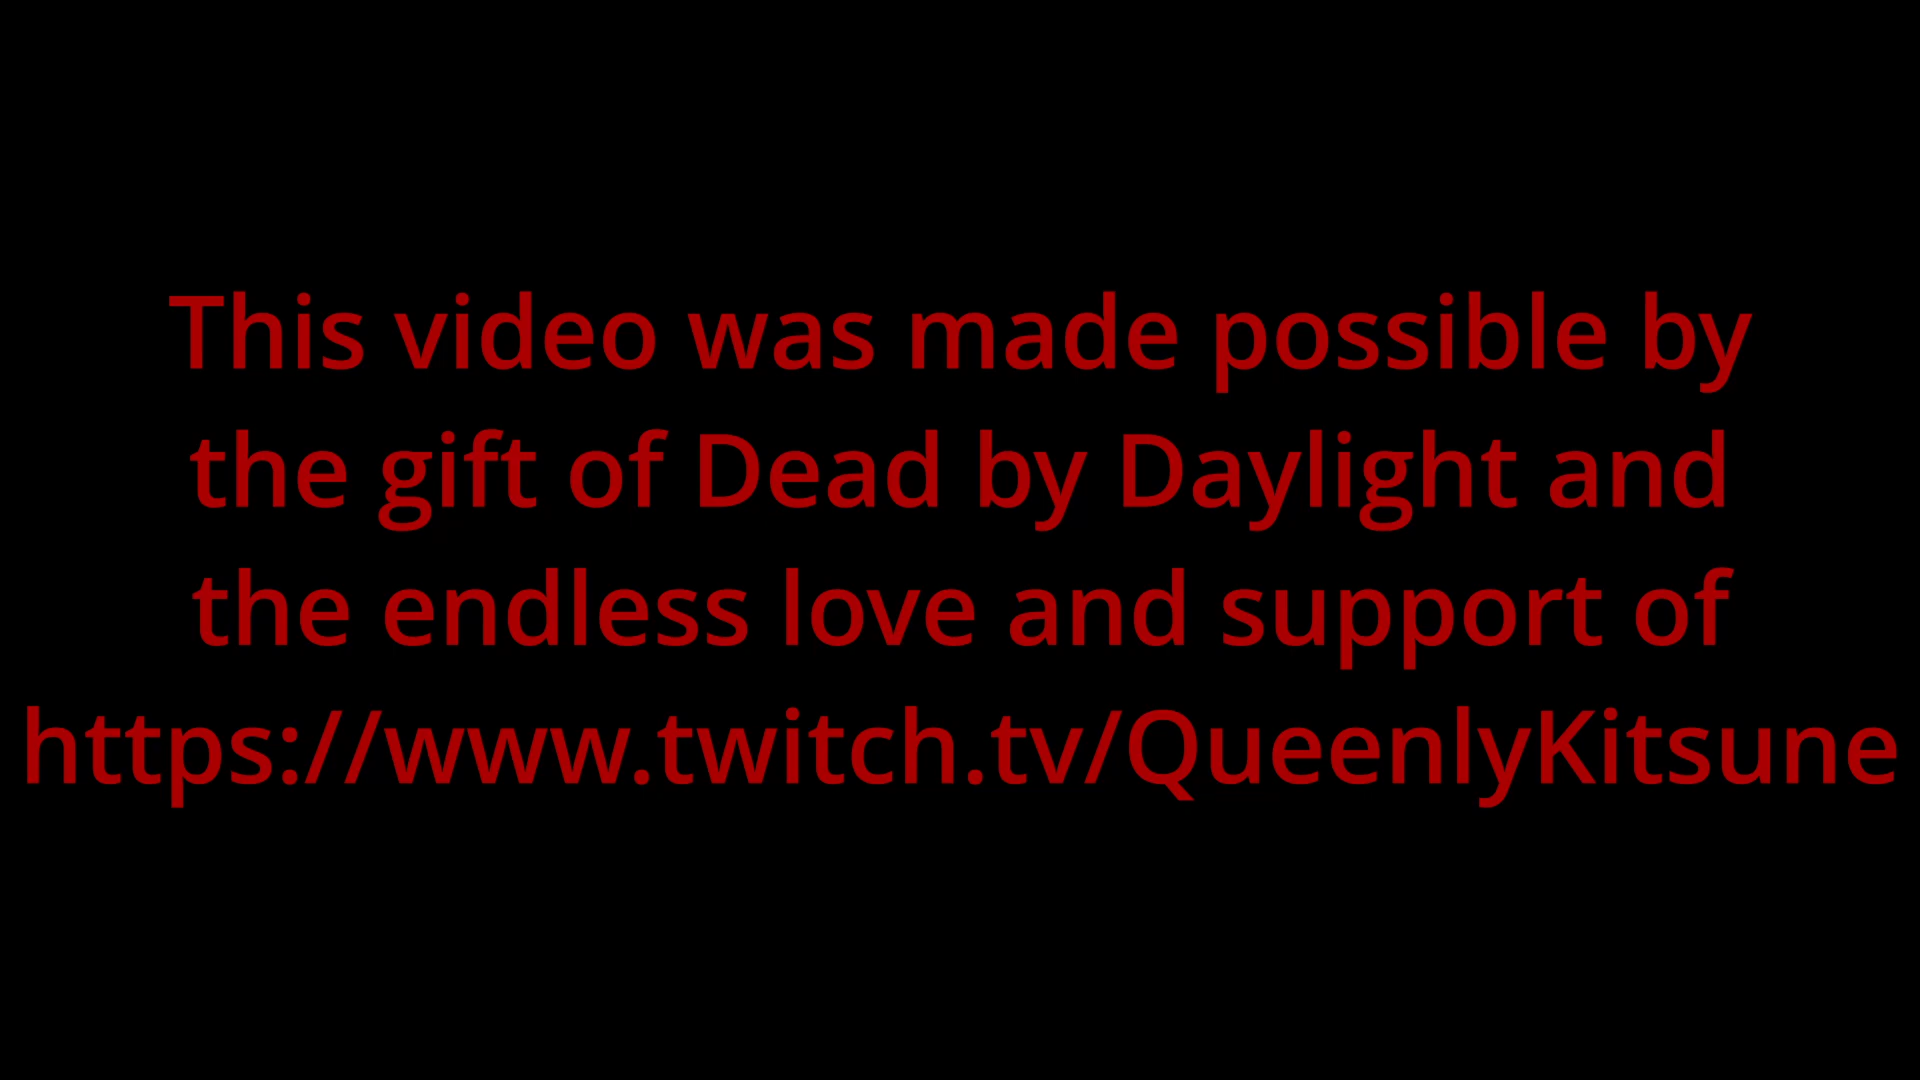 This video was made possible by
the gift of Dead by Daylight and
the endless love and support of
https://www.twitch.tv/QueenlyKitsune